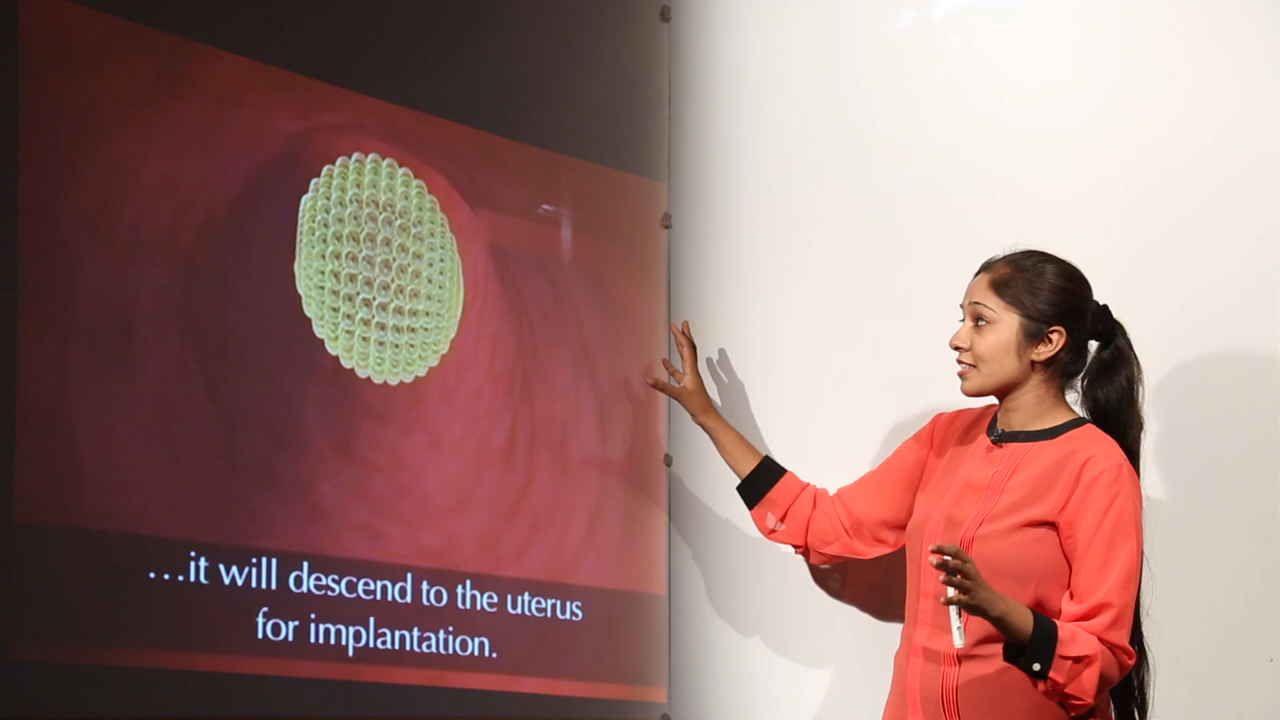 …it will descend to the uterus
for implantation.